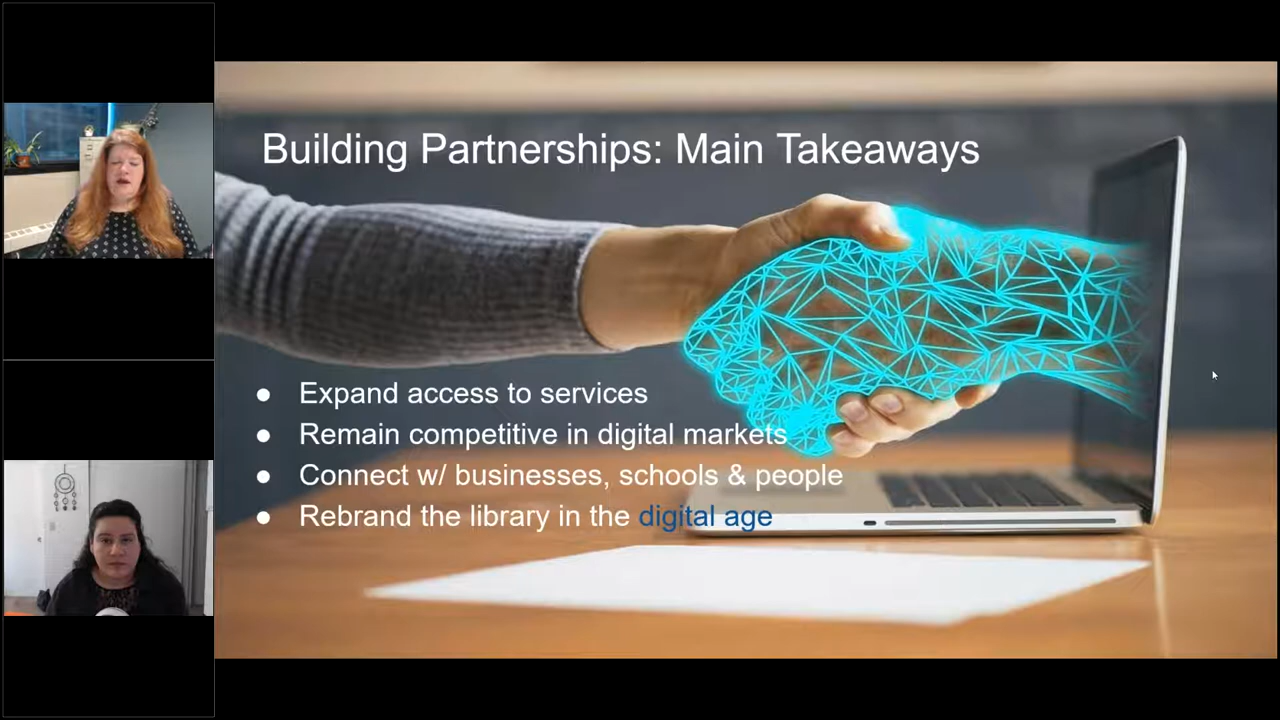 Building Partnerships: Main Takeaways
● Expand access to services
● Remain competitive in digital markets
● Connect w/ businesses, schools & people
● Rebrand the library in the digital age